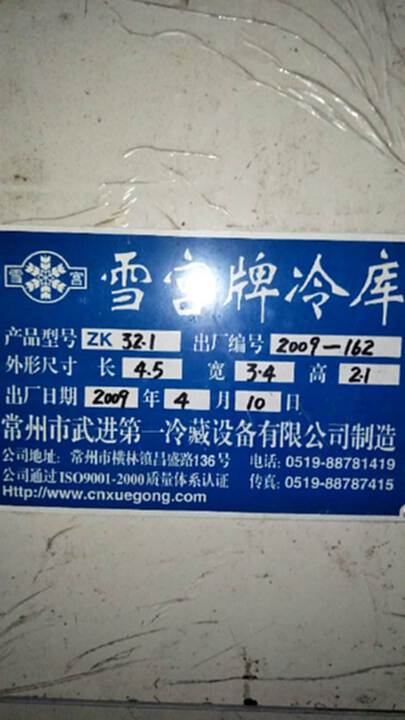 雪宫 雪宫牌冷库
产品型号 ZK 32.1 出厂编号 2009-162
外形尺寸 长 4.5 宽 3.4 高 2.1
出厂日期 2009 年 4 月 10 日
常州市武进第一冷藏设备有限公司制造
公司地址: 常州市横林镇昌盛路136号 电话: 0519-88781419
公司通过ISO9001-2000质量体系认证 传真: 0519-88787415
Http://www.cnxuegong.com